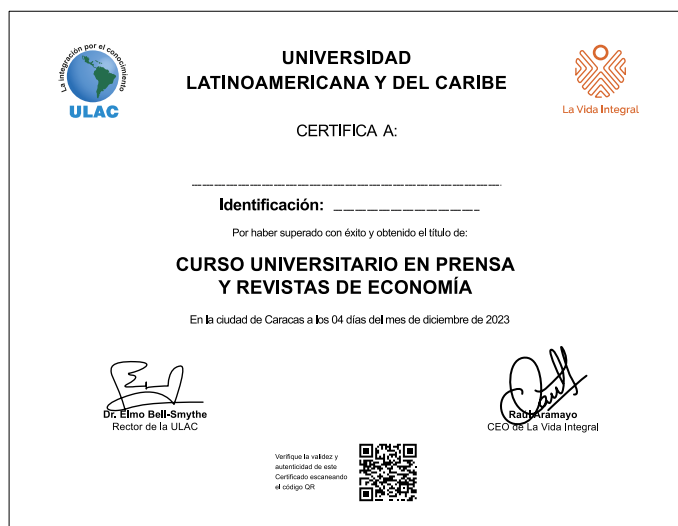 La integración por el conocimiento
ULAC
UNIVERSIDAD
LATINOAMERICANA Y DEL CARIBE
La Vida Integral
CERTIFICA A:
Identificación:
Por haber superado con éxito y obtenido el título de:
CURSO UNIVERSITARIO EN PRENSA
Y REVISTAS DE ECONOMÍA
En la ciudad de Caracas a los 04 días del mes de diciembre de 2023
Dr. Elmo Bell-Smythe
Rector de la ULAC
Raúl Aramayo
CEO de La Vida Integral
Verifique la validez y
autenticidad de este
Certificado escaneando
el código QR